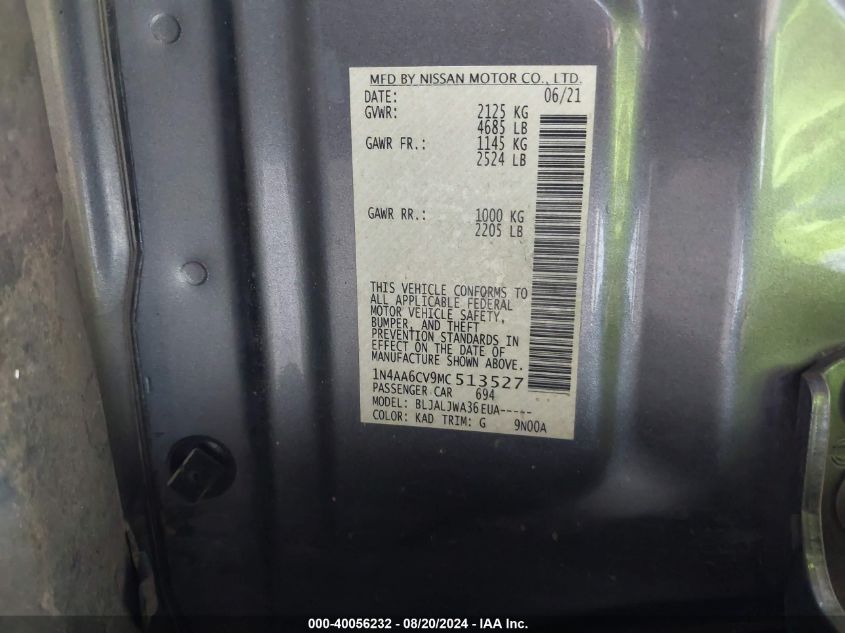 MFD BY NISSAN MOTOR CO., LTD.
DATE: 06/21
GVWR: 2125 KG
4685 LB
GAWR FR.: 1145 KG
2524 LB
GAWR RR.: 1000 KG
2205 LB
THIS VEHICLE CONFORMS TO
ALL APPLICABLE FEDERAL
MOTOR VEHICLE SAFETY,
BUMPER, AND THEFT
PREVENTION STANDARDS IN
EFFECT ON THE DATE OF
MANUFACTURE SHOWN ABOVE.
1N4AA6CV9MC513527
PASSENGER CAR 694
MODEL: BLJALJWA36EUA-----
COLOR: KAD TRIM: G 9N00A
000-40056232 - 08/20/2024 - IAA Inc.